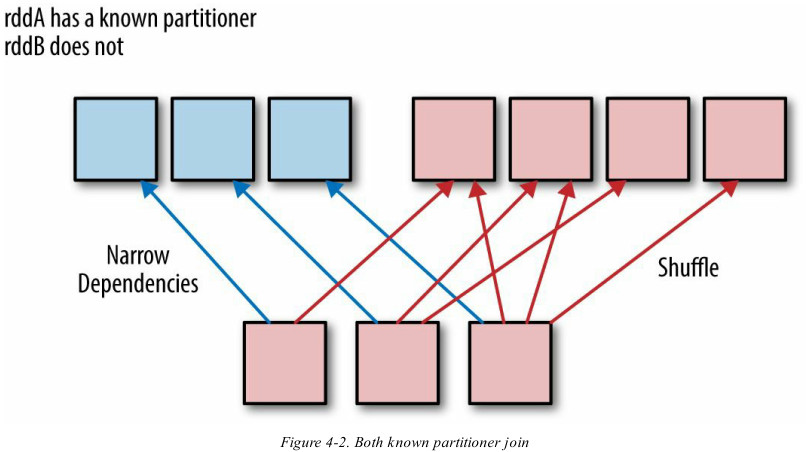 rddA has a known partitioner
rddB does not
Narrow
Dependencies
Shuffle
Figure 4-2. Both known partitioner join